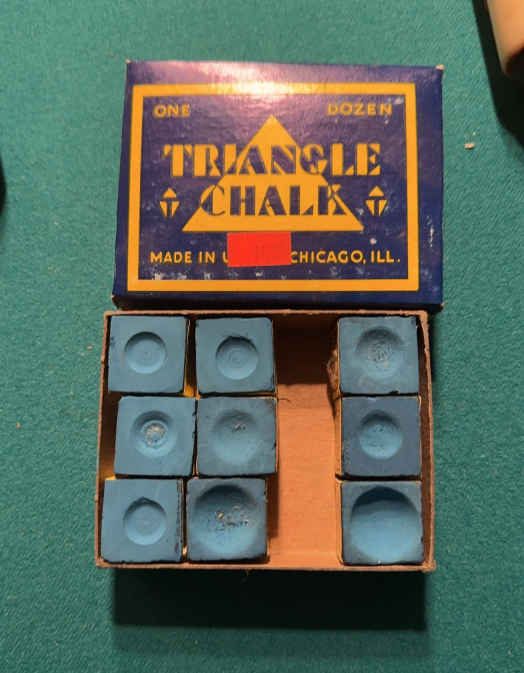 ONE DOZEN
TRIANGLE
CHALK
MADE IN U CHICAGO, ILL.